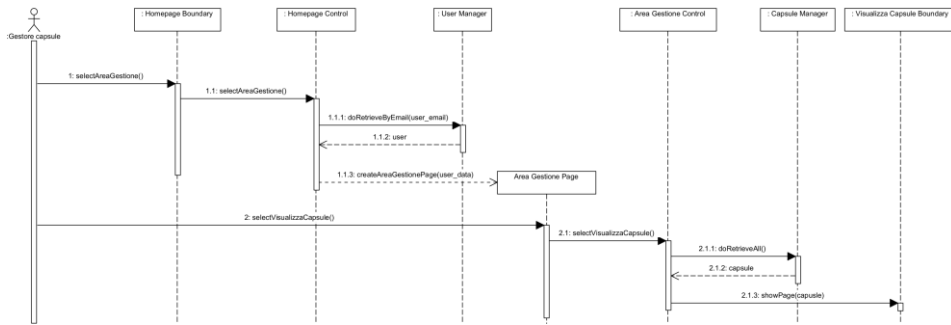 : Homepage Boundary
: Homepage Control
: User Manager
: Area Gestione Control
: Capsule Manager
: Visualizza Capsule Boundary
:Gestore capsule
1: selectAreaGestione()
1.1: selectAreaGestione()
1.1.1: doRetrieveByEmail(user_email)
1.1.2: user
1.1.3: createAreaGestionePage(user_data)
Area Gestione Page
2: selectVisualizzaCapsule()
2.1: selectVisualizzaCapsule()
2.1.1: doRetrieveAll()
2.1.2: capsule
2.1.3: showPage(capusle)